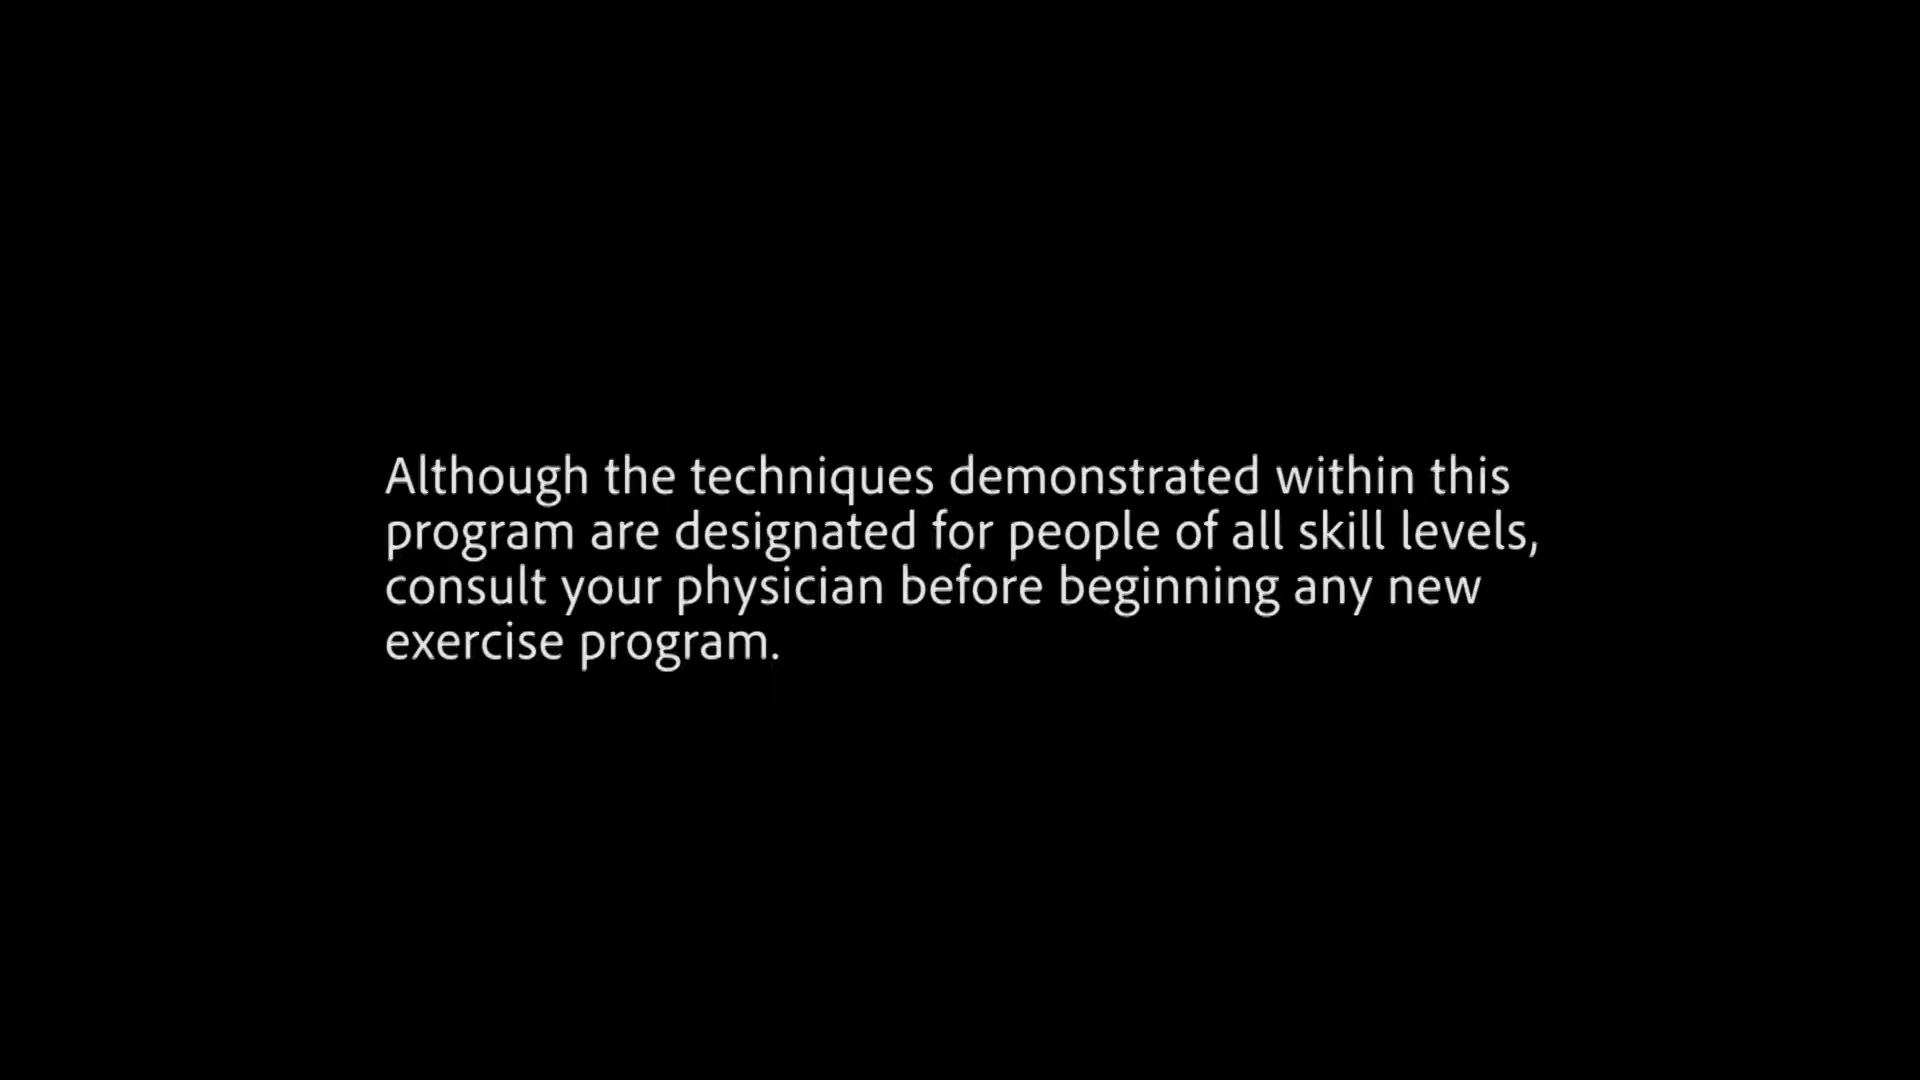 Although the techniques demonstrated within this
program are designated for people of all skill levels,
consult your physician before beginning any new
exercise program.